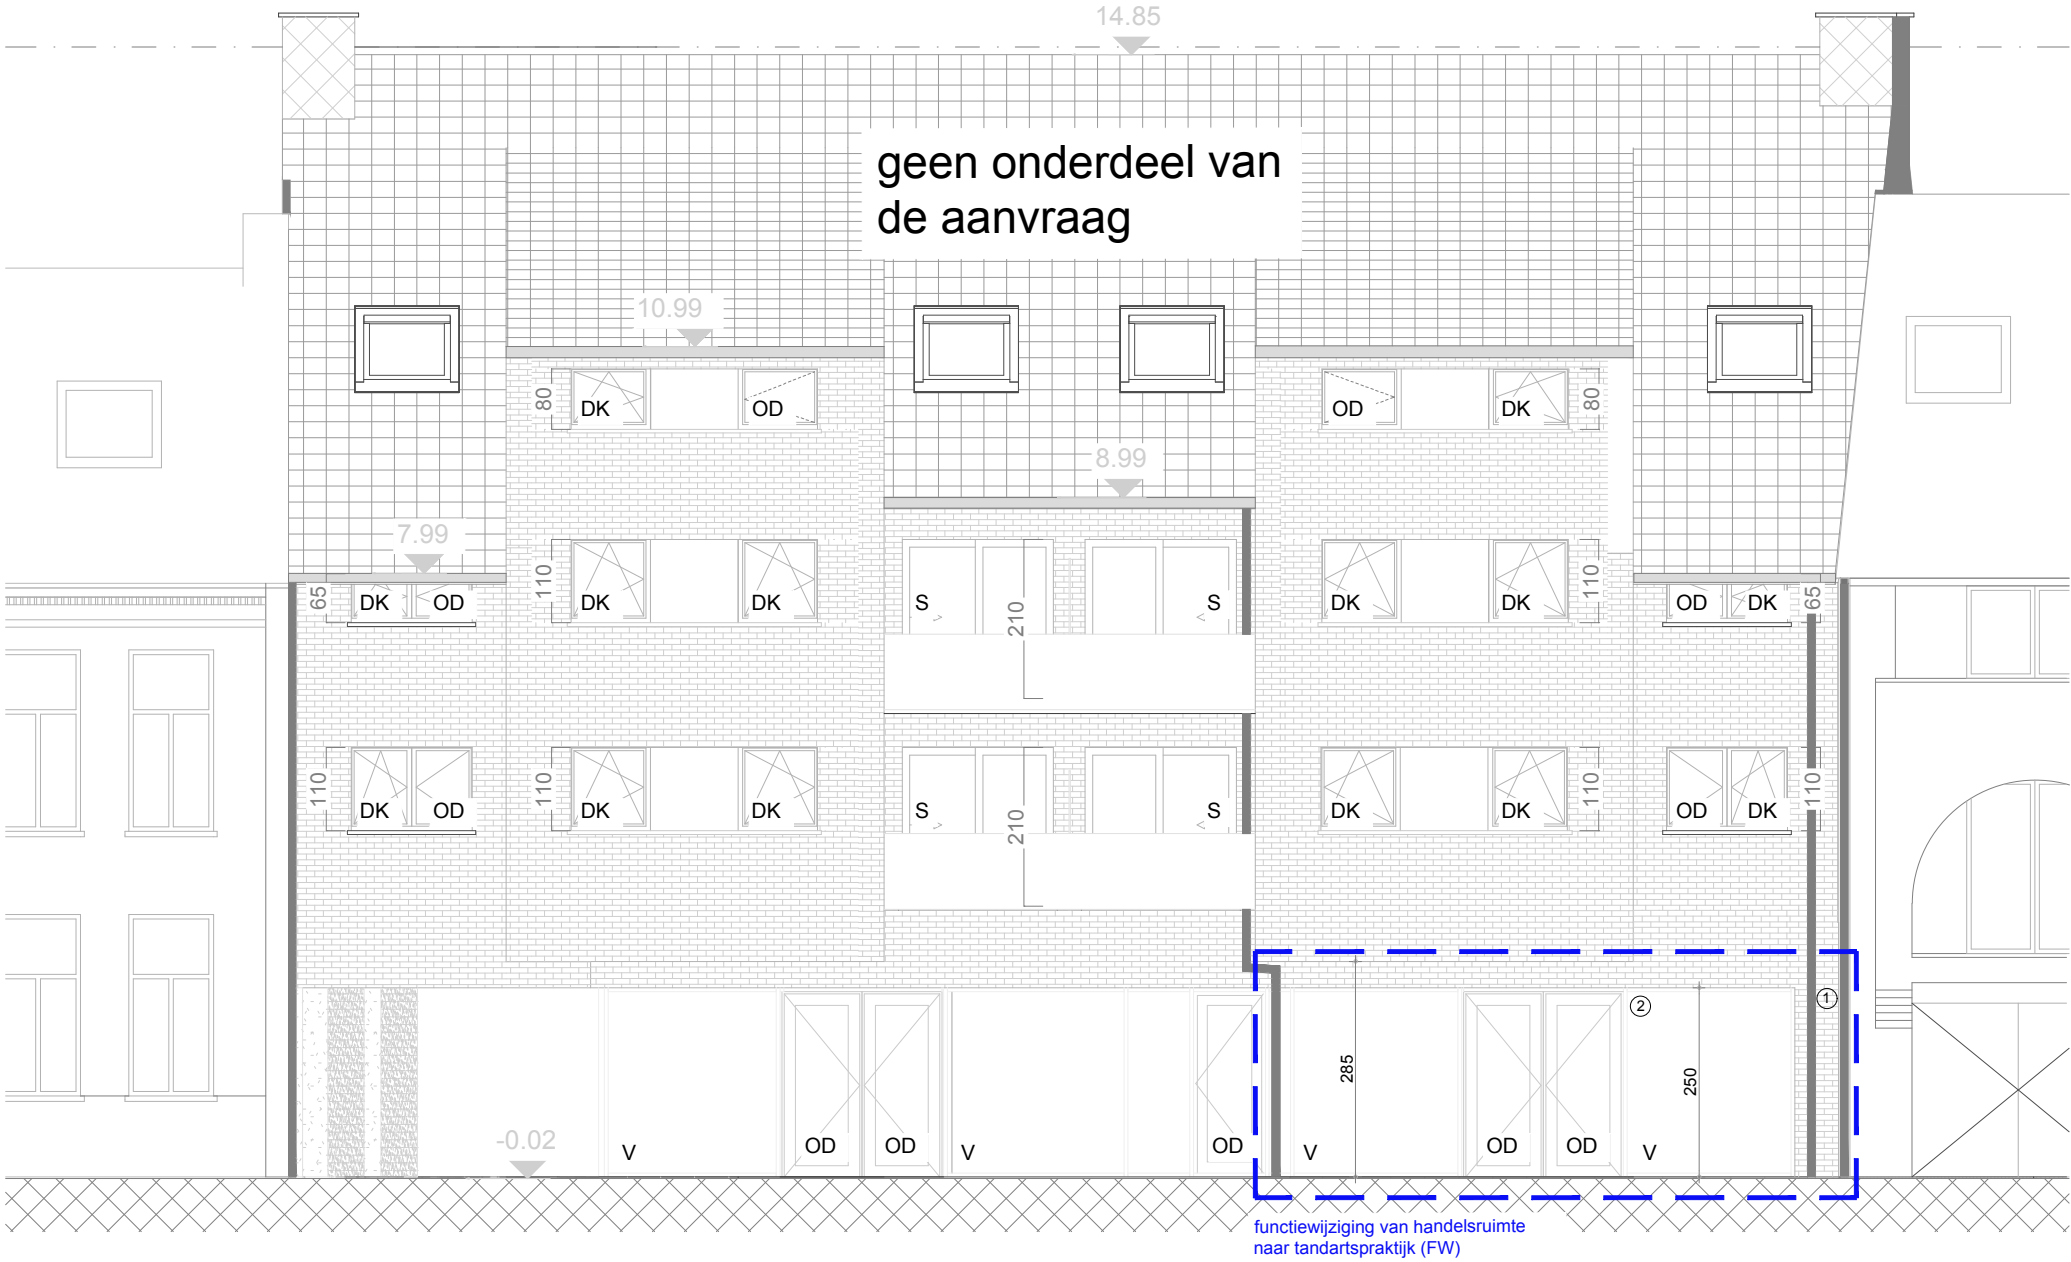 14.85
geen onderdeel van
de aanvraag
10.99
80 DK OD OD DK 80
8.99
7.99
65 DK OD 110 DK DK S 210 S DK DK 110 OD DK 65
110 DK OD 110 DK DK S 210 S DK DK 110 OD DK 110
2 1
285 250
-0.02
V OD OD V OD V OD OD V
functiewijziging van handelsruimte
naar tandartspraktijk (FW)